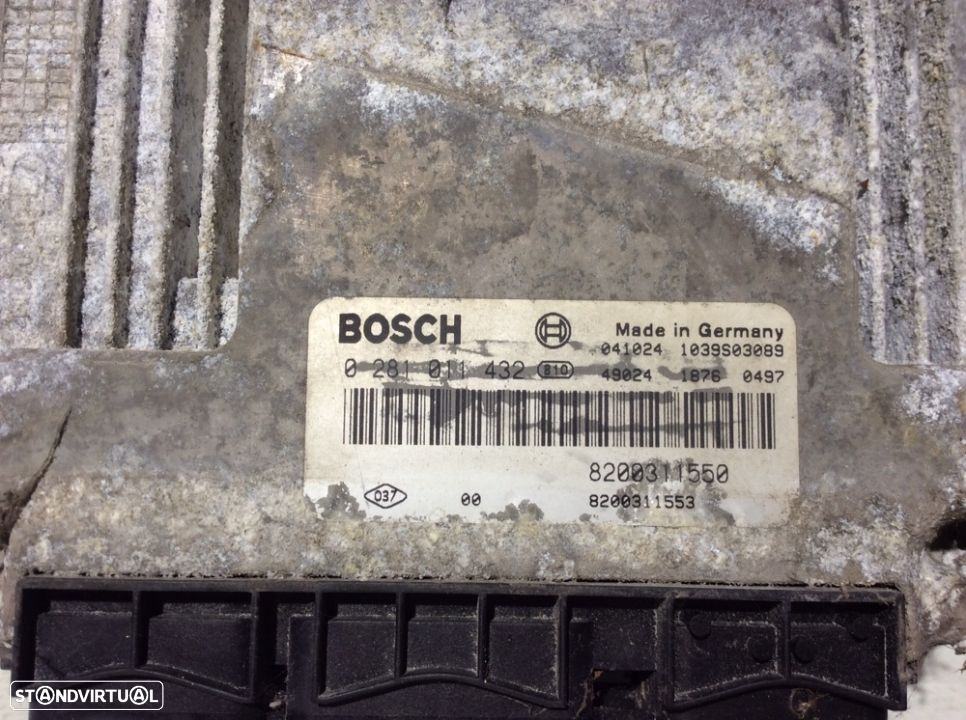 BOSCH
Made in Germany
041024 1039S03089
0 281 011 432 B10
49024 1876 0497
8200311550
037 00 8200311553
STANDVIRTUAL